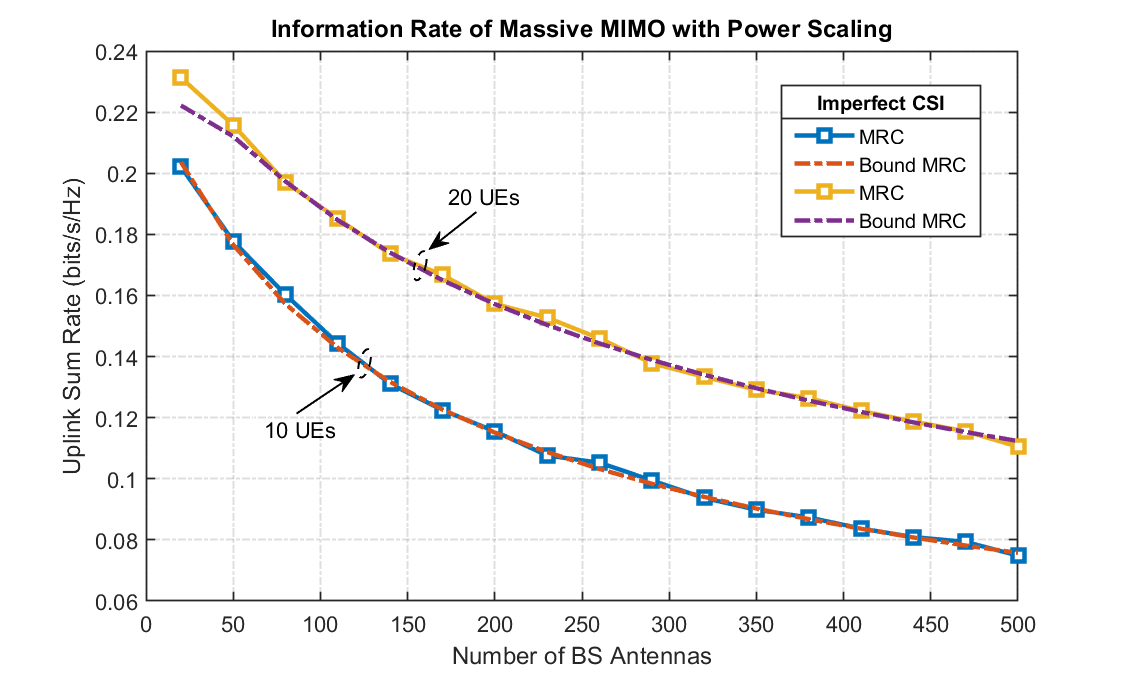 Information Rate of Massive MIMO with Power Scaling
Uplink Sum Rate (bits/s/Hz)
0.24
0.22
0.2
0.18
0.16
0.14
0.12
0.1
0.08
0.06
Imperfect CSI
MRC
Bound MRC
MRC
Bound MRC
20 UEs
10 UEs
0 50 100 150 200 250 300 350 400 450 500
Number of BS Antennas